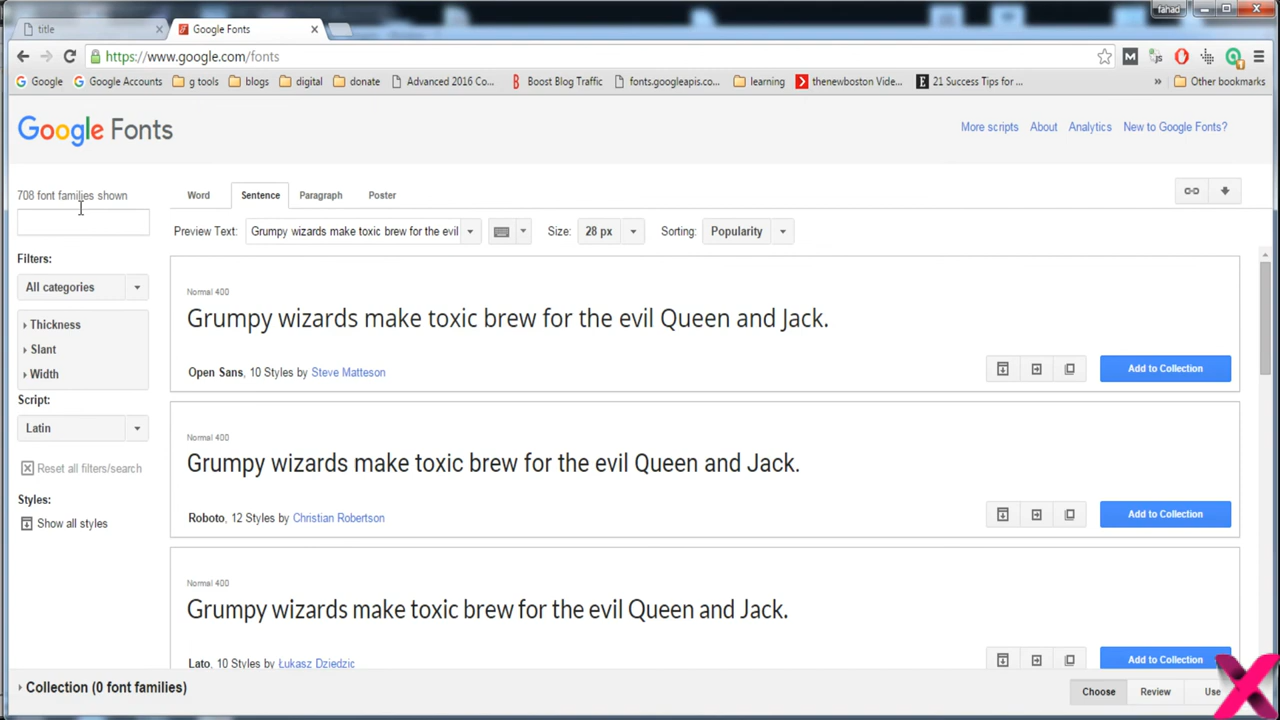 fahad
title
Google Fonts
https://www.google.com/fonts
Google
Google Accounts
g tools
blogs
digital
donate
Advanced 2016 Co...
Boost Blog Traffic
fonts.googleapis.co...
learning
thenewboston Vide...
21 Success Tips for ...
»
Other bookmarks
Google Fonts
More scripts
About
Analytics
New to Google Fonts?
708 font families shown
Word
Sentence
Paragraph
Poster
Preview Text:
Grumpy wizards make toxic brew for the evil
Size:
28 px
Sorting:
Popularity
Filters:
All categories
Thickness
Slant
Width
Script:
Latin
Reset all filters/search
Styles:
Show all styles
Normal 400
Grumpy wizards make toxic brew for the evil Queen and Jack.
Open Sans, 10 Styles by Steve Matteson
Add to Collection
Normal 400
Grumpy wizards make toxic brew for the evil Queen and Jack.
Roboto, 12 Styles by Christian Robertson
Add to Collection
Normal 400
Grumpy wizards make toxic brew for the evil Queen and Jack.
Lato, 10 Styles by Łukasz Dziedzic
Add to Collection
Collection (0 font families)
Choose
Review
Use